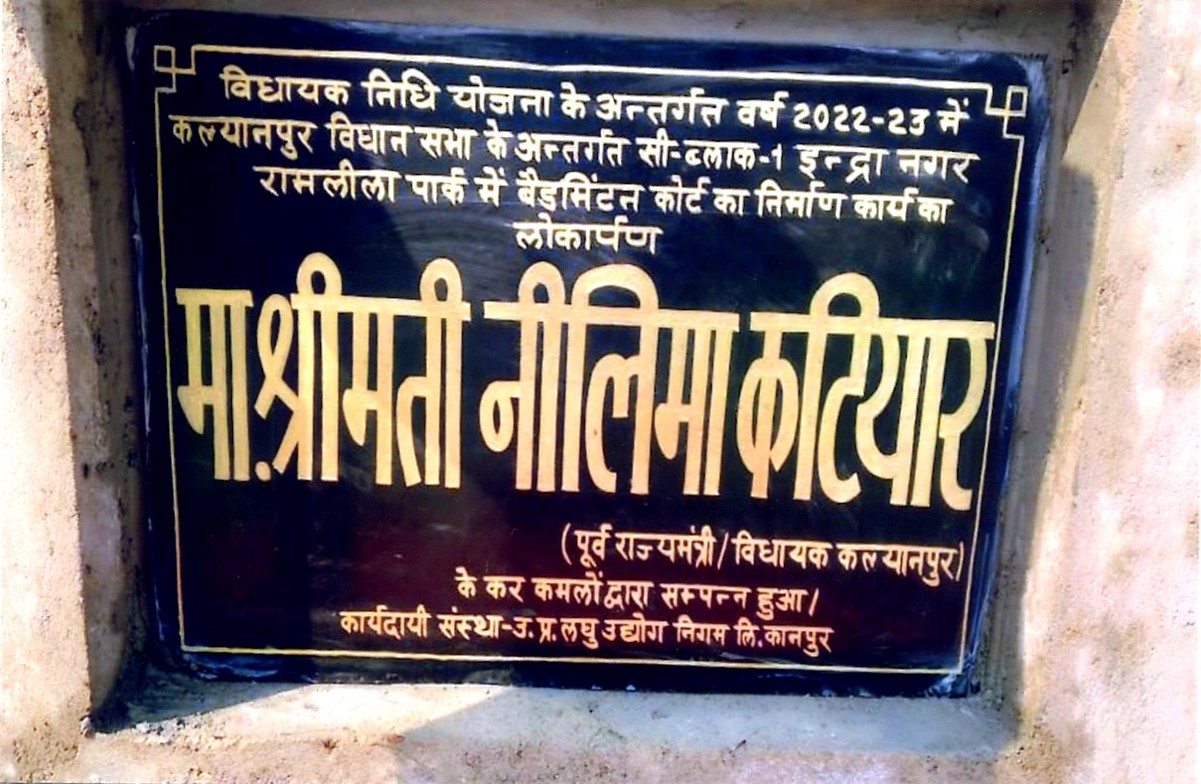 विधायक निधि योजना के अन्तर्गत वर्ष 2022-23 में
कल्यानपुर विधान सभा के अन्तर्गत सी-ब्लाक-1 इन्द्रा नगर
रामलीला पार्क में बैडमिंटन कोर्ट का निर्माण कार्य का
लोकार्पण
मा.श्रीमती नीलिमा कटियार
(पूर्व राज्यमंत्री/विधायक कल्यानपुर)
के कर कमलों द्वारा सम्पन्न हुआ/
कार्यदायी संस्था-उ.प्र.लघु उद्योग निगम लि.कानपुर